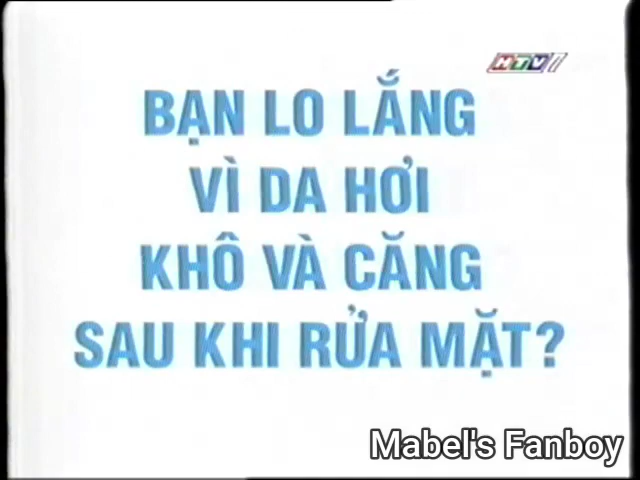 HTV7
BẠN LO LẮNG
VÌ DA HƠI
KHÔ VÀ CĂNG
SAU KHI RỬA MẶT?
Mabel's Fanboy